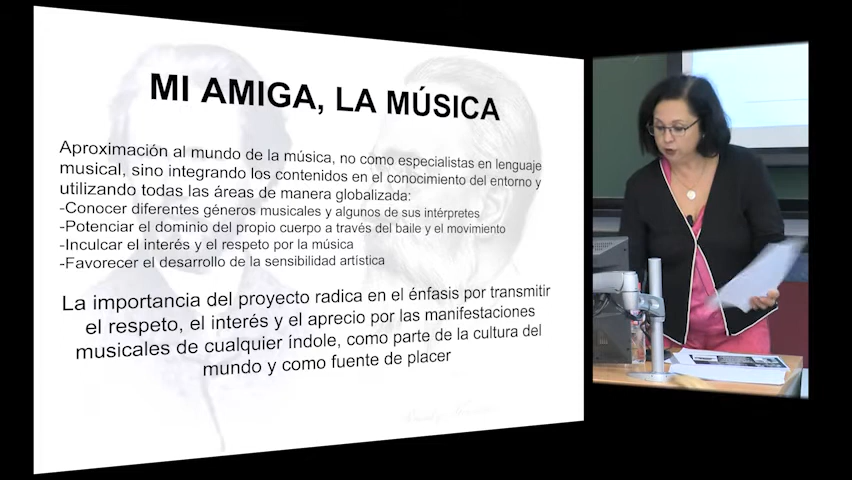 MI AMIGA, LA MÚSICA
Aproximación al mundo de la música, no como especialistas en lenguaje
musical, sino integrando los contenidos en el conocimiento del entorno y
utilizando todas las áreas de manera globalizada:
-Conocer diferentes géneros musicales y algunos de sus intérpretes
-Potenciar el dominio del propio cuerpo a través del baile y el movimiento
-Inculcar el interés y el respeto por la música
-Favorecer el desarrollo de la sensibilidad artística
La importancia del proyecto radica en el énfasis por transmitir
el respeto, el interés y el aprecio por las manifestaciones
musicales de cualquier índole, como parte de la cultura del
mundo y como fuente de placer